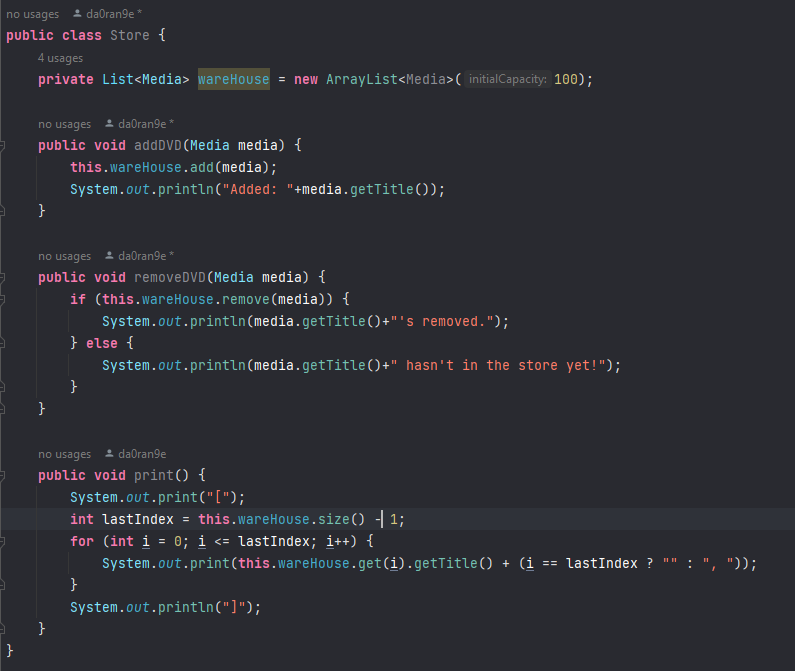 no usages   da0ran9e *
public class Store {
    4 usages
    private List<Media> wareHouse = new ArrayList<Media>( initialCapacity: 100);
    no usages   da0ran9e *
    public void addDVD(Media media) {
        this.wareHouse.add(media);
        System.out.println("Added: "+media.getTitle());
    }
    no usages   da0ran9e *
    public void removeDVD(Media media) {
        if (this.wareHouse.remove(media)) {
            System.out.println(media.getTitle()+"'s removed.");
        } else {
            System.out.println(media.getTitle()+" hasn't in the store yet!");
        }
    }
    no usages   da0ran9e
    public void print() {
        System.out.print("[");
        int lastIndex = this.wareHouse.size() - 1;
        for (int i = 0; i <= lastIndex; i++) {
            System.out.print(this.wareHouse.get(i).getTitle() + (i == lastIndex ? "" : ", "));
        }
        System.out.println("]");
    }
}